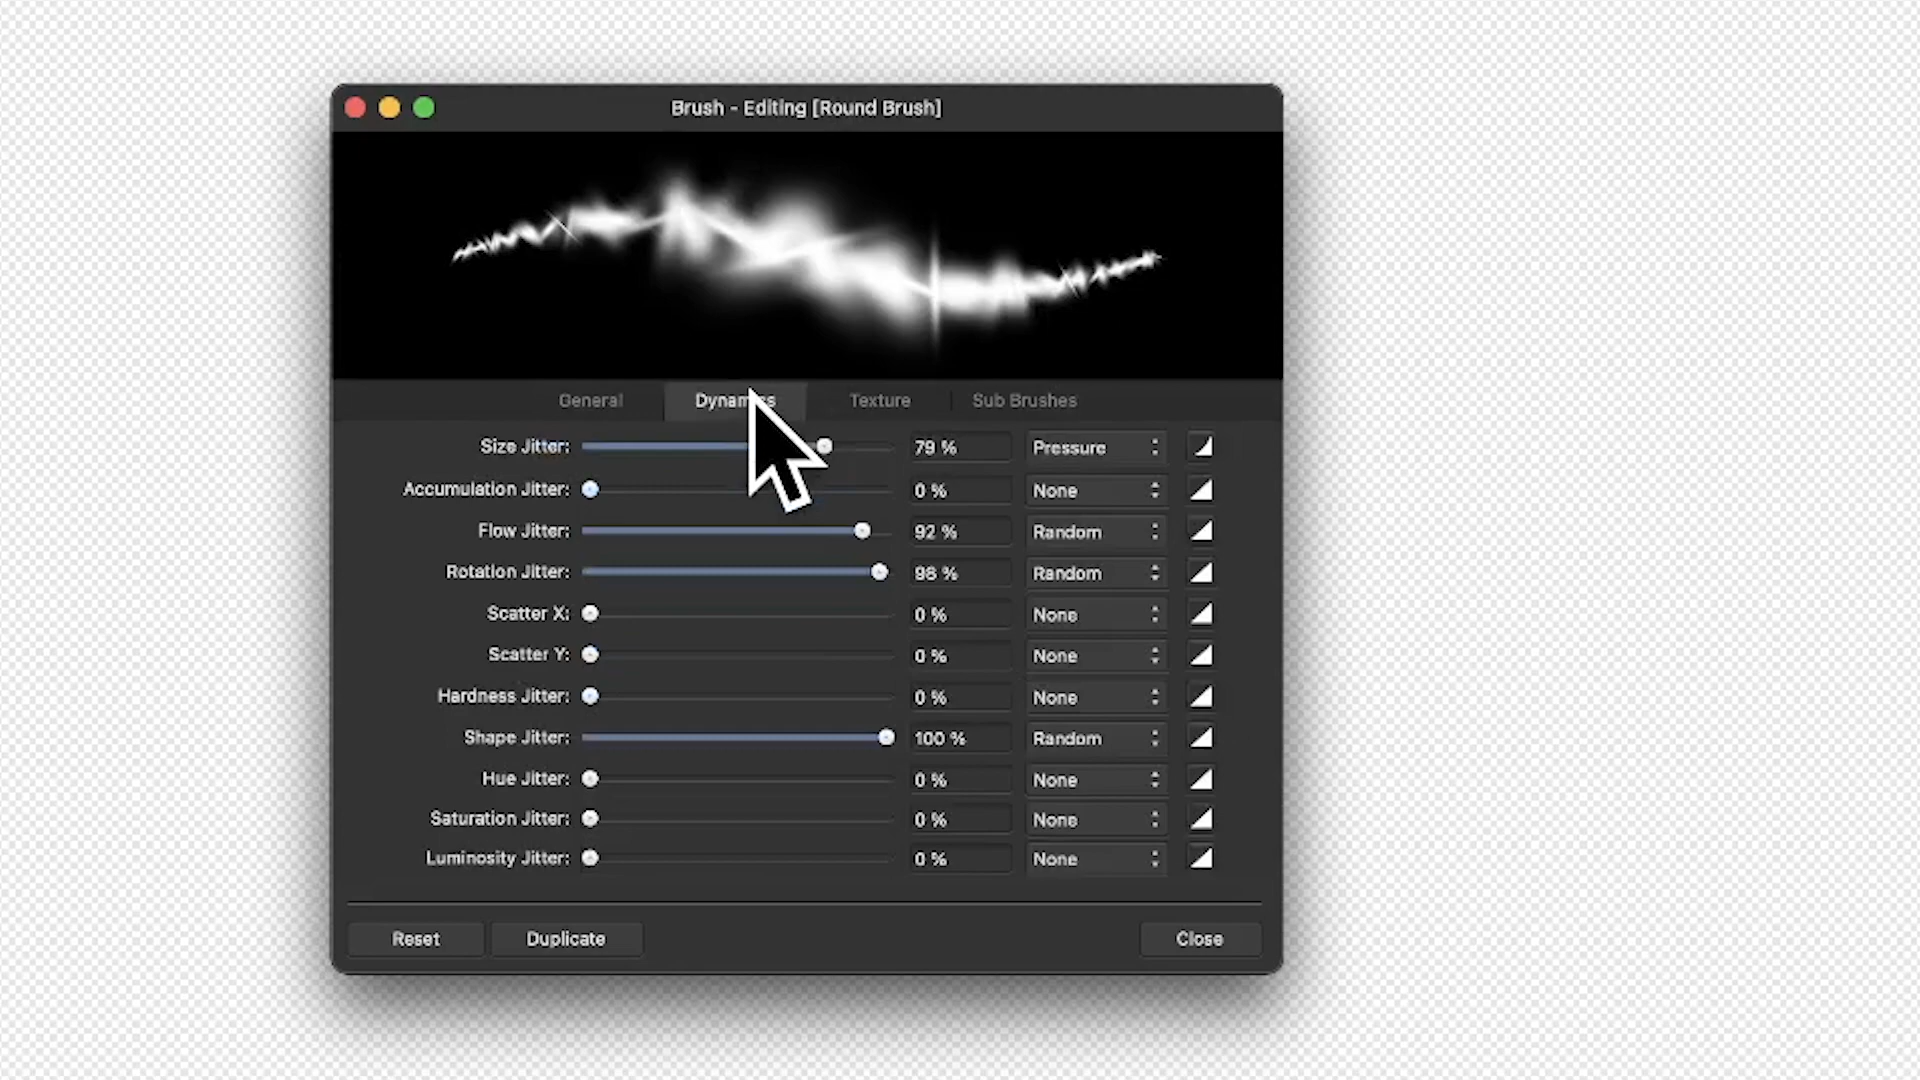 Brush - Editing [Round Brush]
General Dynamics Texture Sub Brushes
Size Jitter: 79 % Pressure
Accumulation Jitter: 0 % None
Flow Jitter: 92 % Random
Rotation Jitter: 98 % Random
Scatter X: 0 % None
Scatter Y: 0 % None
Hardness Jitter: 0 % None
Shape Jitter: 100 % Random
Hue Jitter: 0 % None
Saturation Jitter: 0 % None
Luminosity Jitter: 0 % None
Reset Duplicate Close